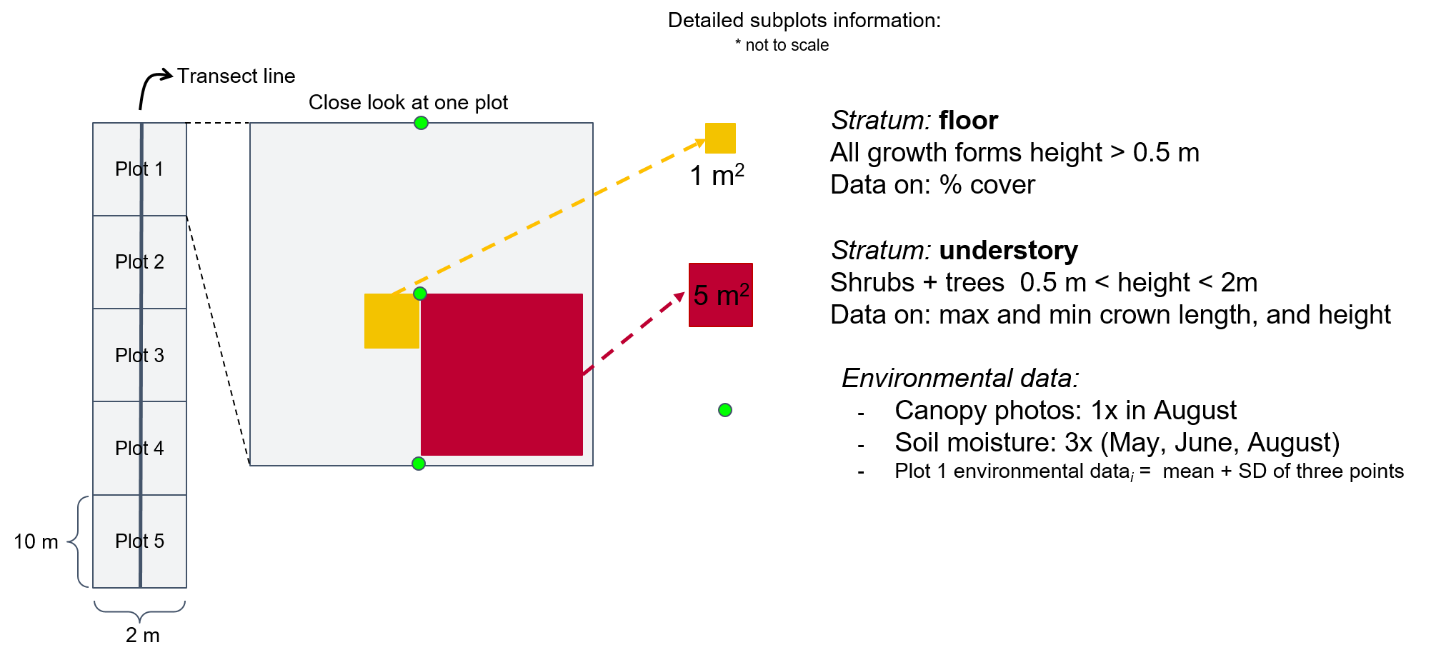 Detailed subplots information:
* not to scale
Transect line
Close look at one plot
Plot 1
Plot 2
Plot 3
Plot 4
Plot 5
10 m
2 m
1 m²
5 m²
Stratum: floor
All growth forms height > 0.5 m
Data on: % cover
Stratum: understory
Shrubs + trees 0.5 m < height < 2m
Data on: max and min crown length, and height
Environmental data:
- Canopy photos: 1x in August
- Soil moisture: 3x (May, June, August)
- Plot 1 environmental dataᵢ = mean + SD of three points